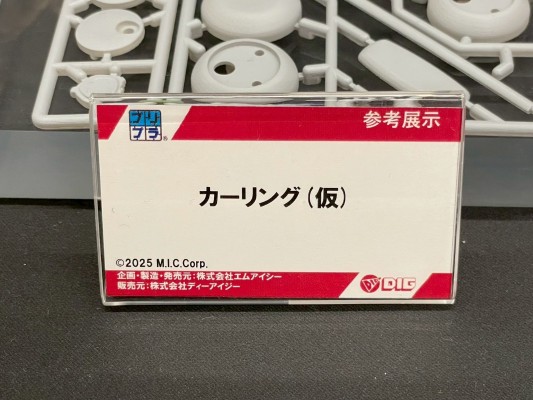 プリ
プラ
参考展示
カーリング（仮）
©2025 M.I.C.Corp.
企画・製造・発売元：株式会社エムアイシー
販売元：株式会社ディーアイジー
DIG